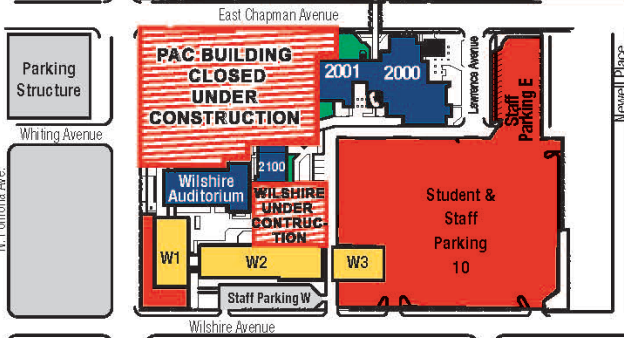 East Chapman Avenue
Parking
Structure
PAC BUILDING
CLOSED
UNDER
CONSTRUCTION
2001
2000
Lawrence Avenue
Staff
Parking E
Newell Place
Whiting Avenue
N. Pomona Ave.
2100
Wilshire
Auditorium
WILSHIRE
UNDER
CONTRUC-
TION
Student &
Staff
Parking
10
W1
W2
W3
Staff Parking W
Wilshire Avenue